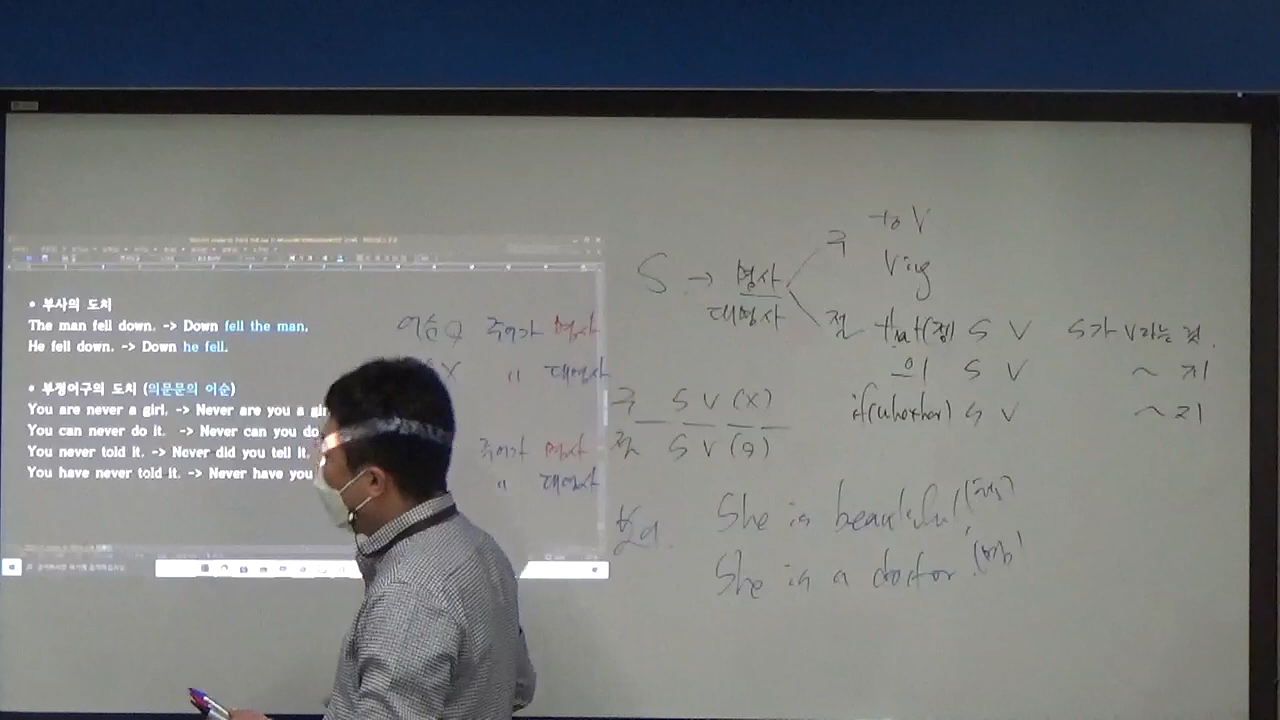 • 부사의 도치
The man fell down. -> Down fell the man.
He fell down. -> Down he fell.
• 부정어구의 도치 (의문문의 어순)
You are never a girl. -> Never are you a
You can never do it. -> Never can you do
You never told it. -> Never did you tell it.
You have never told it. -> Never have you
어순 주어가 명사
X 〃 대명사
주어가 명사
〃 대명사
S → 명사
대명사
구 to V
Ving
절 that(절) S V S가 V라는 것.
의 S V ~ 지
if(whether) S V ~ 지
구 S V (X)
절 S V (O)
보어. She is beautiful
She is a doctor.